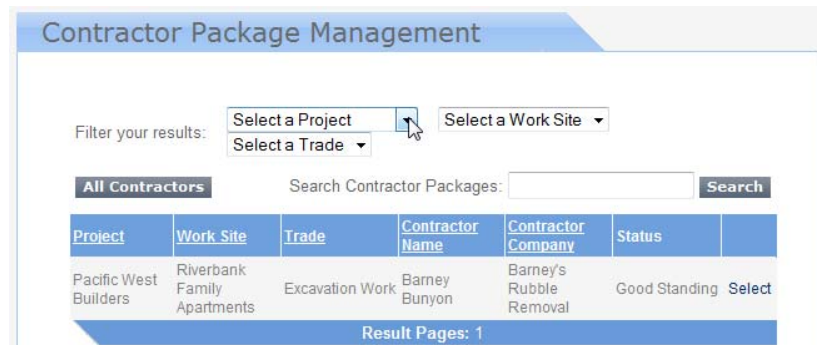 Contractor Package Management
Filter your results:
Select a Project
Select a Work Site
Select a Trade
All Contractors
Search Contractor Packages:
Search
Project
Work Site
Trade
Contractor
Name
Contractor
Company
Status
Pacific West
Builders
Riverbank
Family
Apartments
Excavation Work
Barney
Bunyon
Barney's
Rubble
Removal
Good Standing
Select
Result Pages: 1